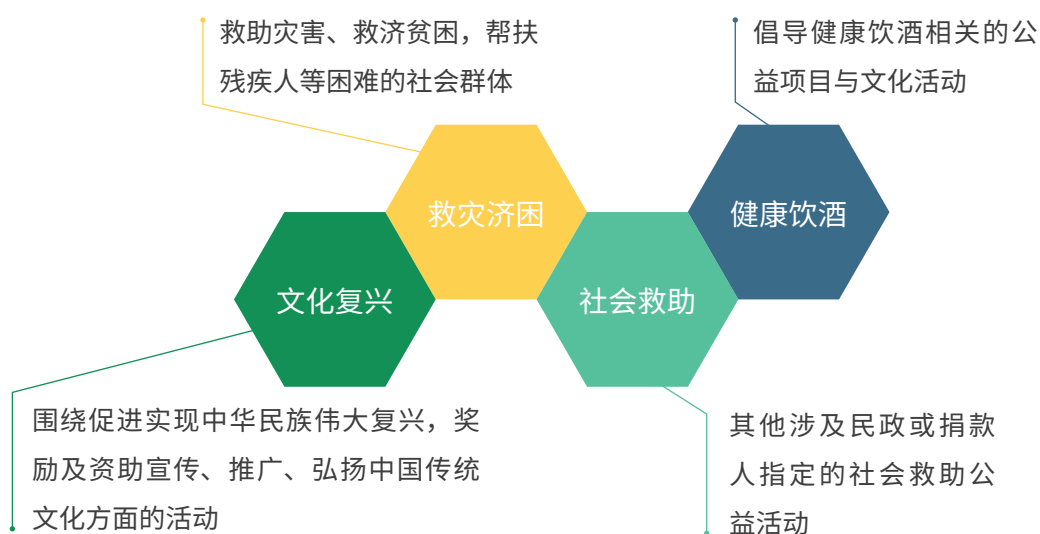 救助灾害、救济贫困，帮扶
残疾人等困难的社会群体
倡导健康饮酒相关的公
益项目与文化活动
救灾济困
健康饮酒
文化复兴
社会救助
围绕促进实现中华民族伟大复兴，奖
励及资助宣传、推广、弘扬中国传统
文化方面的活动
其他涉及民政或捐款
人指定的社会救助公
益活动